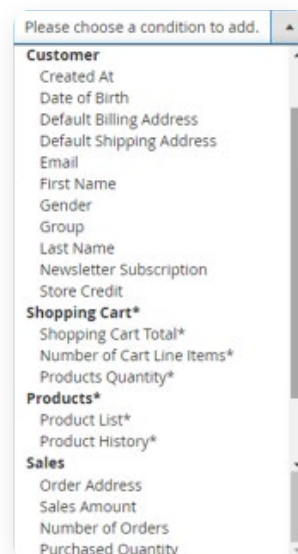 Please choose a condition to add.
Customer
Created At
Date of Birth
Default Billing Address
Default Shipping Address
Email
First Name
Gender
Group
Last Name
Newsletter Subscription
Store Credit
Shopping Cart*
Shopping Cart Total*
Number of Cart Line Items*
Products Quantity*
Products*
Product List*
Product History*
Sales
Order Address
Sales Amount
Number of Orders
Purchased Quantity